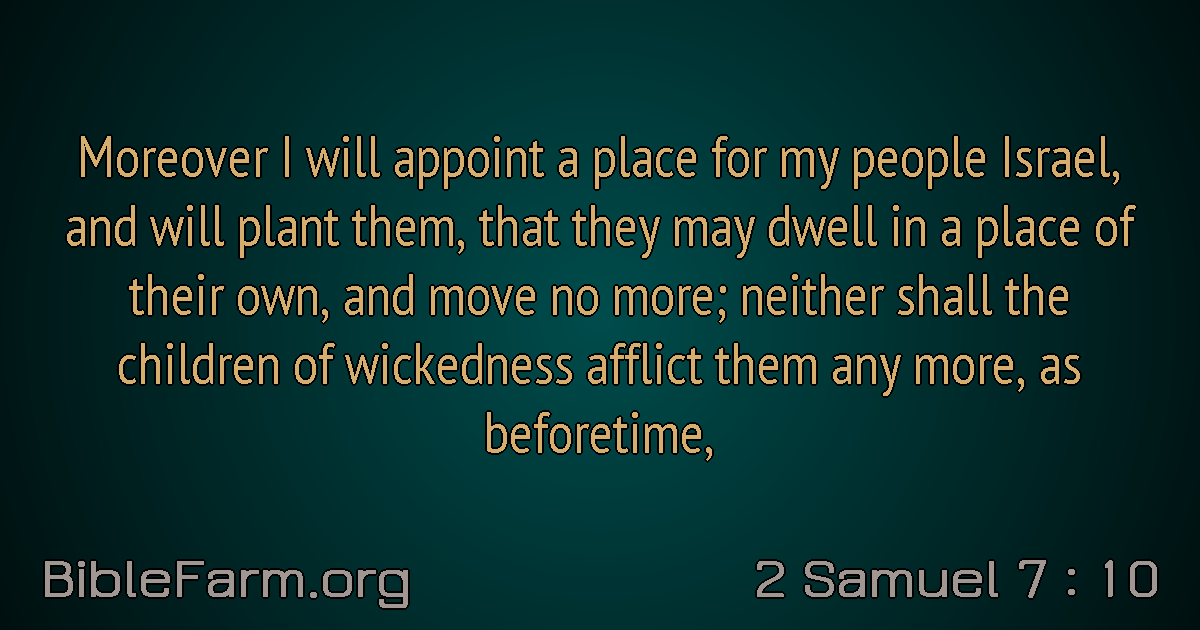 Moreover I will appoint a place for my people Israel,
and will plant them, that they may dwell in a place of
their own, and move no more; neither shall the
children of wickedness afflict them any more, as
beforetime,
BibleFarm.org
2 Samuel 7 : 10